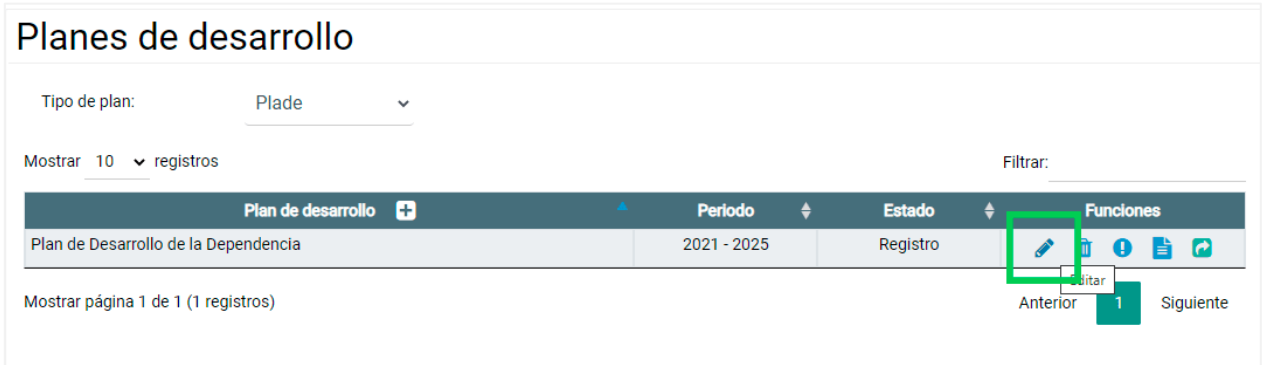 Planes de desarrollo
Tipo de plan: Plade
Mostrar 10 registros Filtrar:
Plan de desarrollo Periodo Estado Funciones
Plan de Desarrollo de la Dependencia 2021 - 2025 Registro
Editar
Mostrar página 1 de 1 (1 registros) Anterior 1 Siguiente